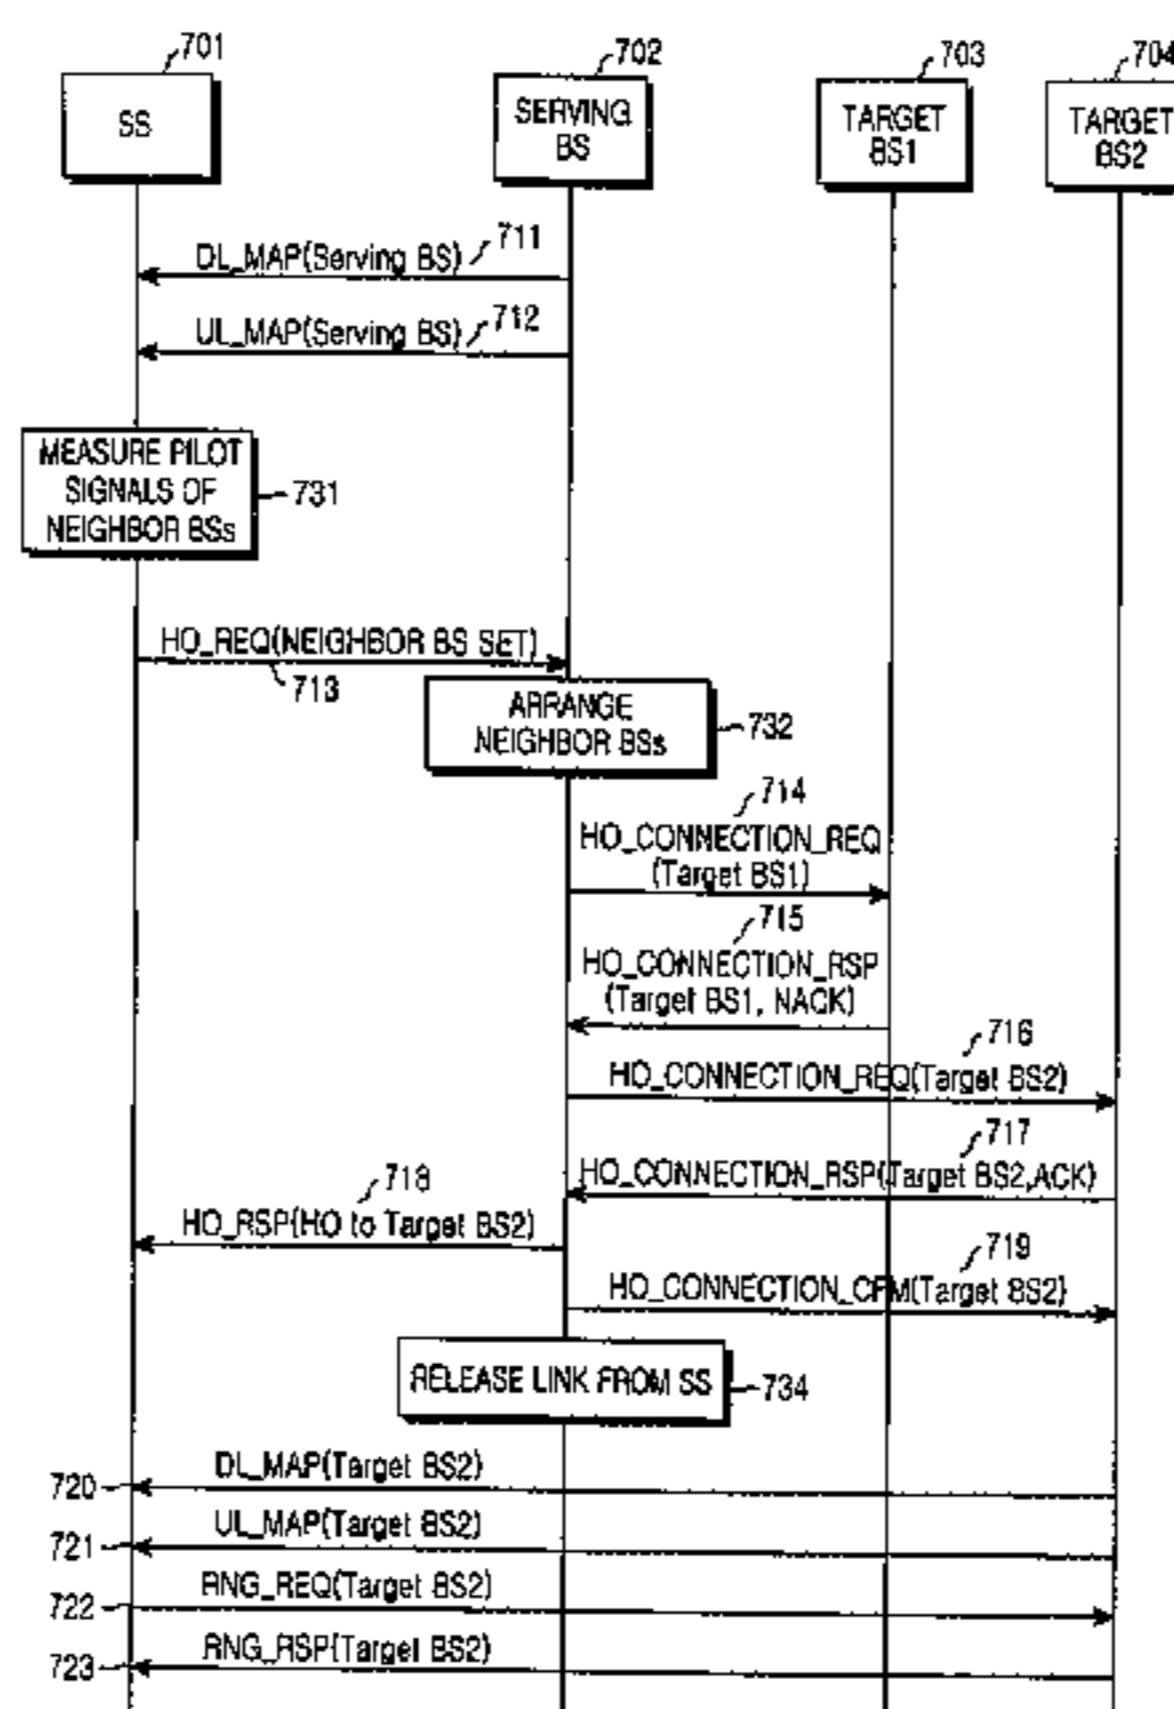 701
702
703
704
SS
SERVING
BS
TARGET
BS1
TARGET
BS2
711
DL_MAP(Serving BS)
712
UL_MAP(Serving BS)
MEASURE PILOT
SIGNALS OF
NEIGHBOR BSs
731
HO_REQ(NEIGHBOR BS SET)
713
ARRANGE
NEIGHBOR BSs
732
714
HO_CONNECTION_REQ
(Target BS1)
715
HO_CONNECTION_RSP
(Target BS1, NACK)
716
HO_CONNECTION_REQ(Target BS2)
717
HO_CONNECTION_RSP(Target BS2,ACK)
718
HO_RSP(HO to Target BS2)
719
HO_CONNECTION_CFM(Target BS2)
RELEASE LINK FROM SS
734
720
DL_MAP(Target BS2)
721
UL_MAP(Target BS2)
722
RNG_REQ(Target BS2)
723
RNG_RSP(Target BS2)